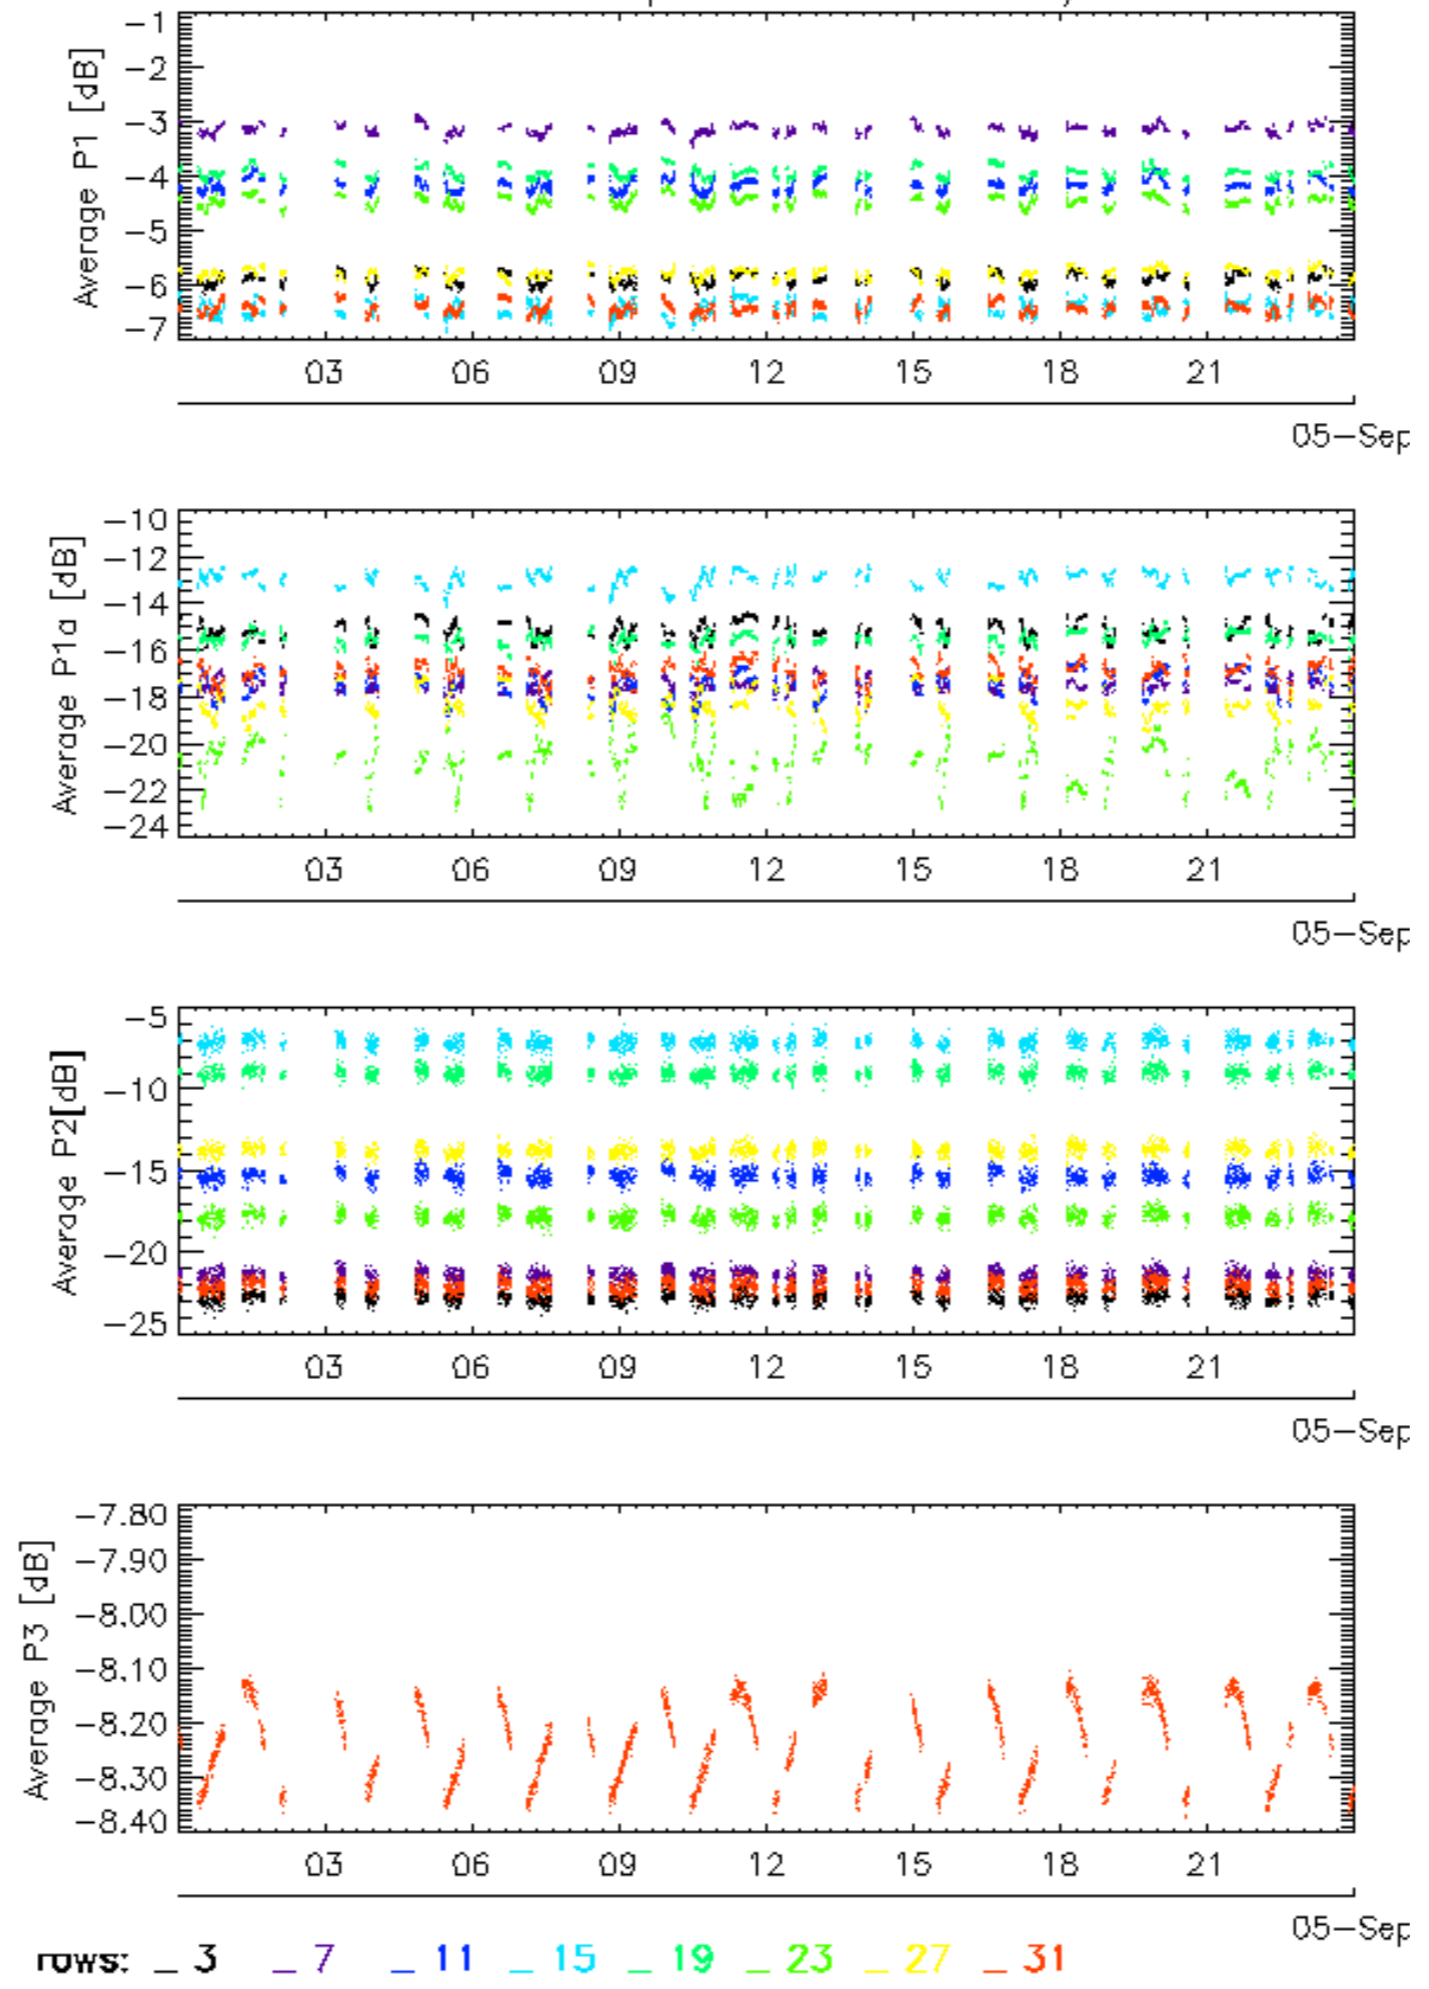 Average P1 [dB]
-1
-2
-3
-4
-5
-6
-7
03 06 09 12 15 18 21
05-Sep
Average P1a [dB]
-10
-12
-14
-16
-18
-20
-22
-24
03 06 09 12 15 18 21
05-Sep
Average P2[dB]
-5
-10
-15
-20
-25
03 06 09 12 15 18 21
05-Sep
Average P3 [dB]
-7.80
-7.90
-8.00
-8.10
-8.20
-8.30
-8.40
03 06 09 12 15 18 21
05-Sep
rows: _ 3 _ 7 _ 11 _ 15 _ 19 _ 23 _ 27 _ 31